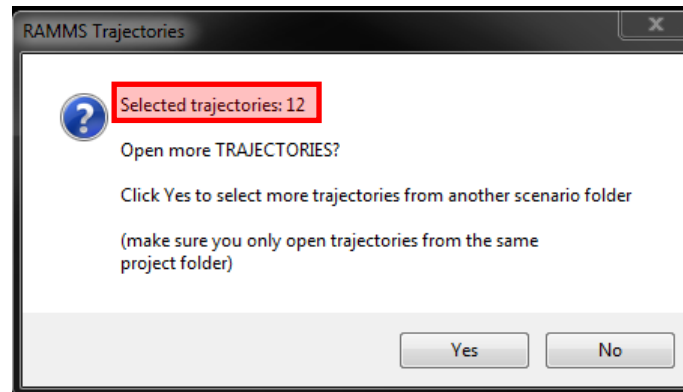 RAMMS Trajectories
Selected trajectories: 12
Open more TRAJECTORIES?
Click Yes to select more trajectories from another scenario folder
(make sure you only open trajectories from the same
project folder)
Yes
No